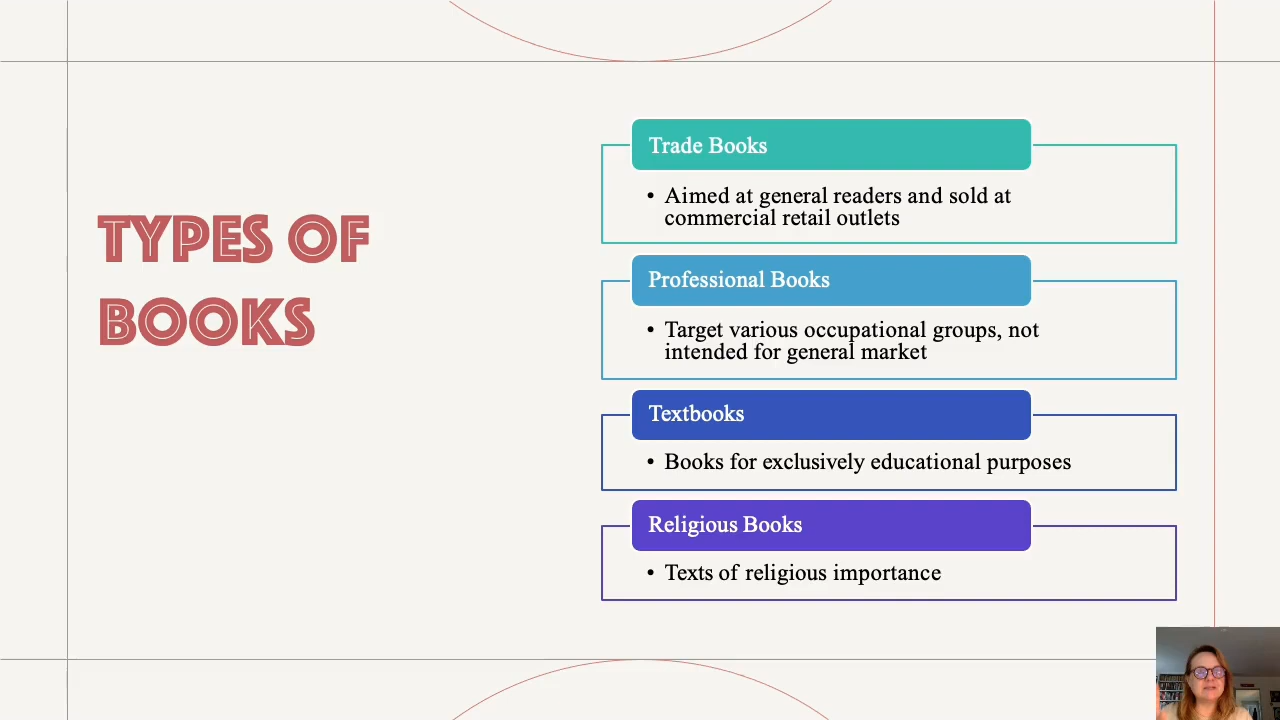 TYPES OF
BOOKS
Trade Books
• Aimed at general readers and sold at
commercial retail outlets
Professional Books
• Target various occupational groups, not
intended for general market
Textbooks
• Books for exclusively educational purposes
Religious Books
• Texts of religious importance